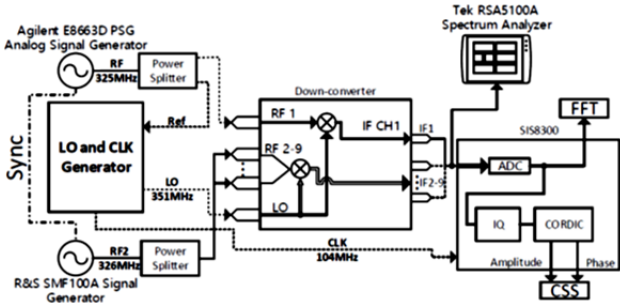 Agilent E8663D PSG
Analog Signal Generator
Tek RSA5100A
Spectrum Analyzer
RF
325MHz
Power
Splitter
Down-converter
FFT
RF 1
IF CH1
IF1
SIS8300
Ref
LO and CLK
Generator
RF 2-9
ADC
Sync
LO
351MHz
IF2-9
LO
IQ
CORDIC
RF2
326MHz
Power
Splitter
CLK
104MHz
Amplitude
Phase
R&S SMF100A Signal
Generator
CSS